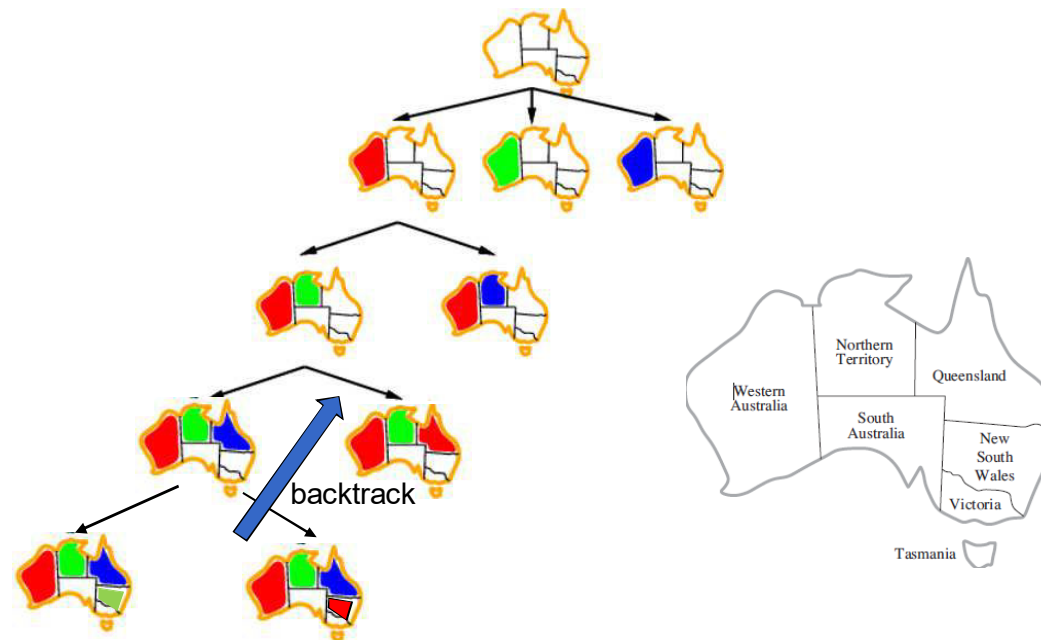 Northern
Territory
Western
Australia
Queensland
South
Australia
New
South
Wales
Victoria
Tasmania
backtrack